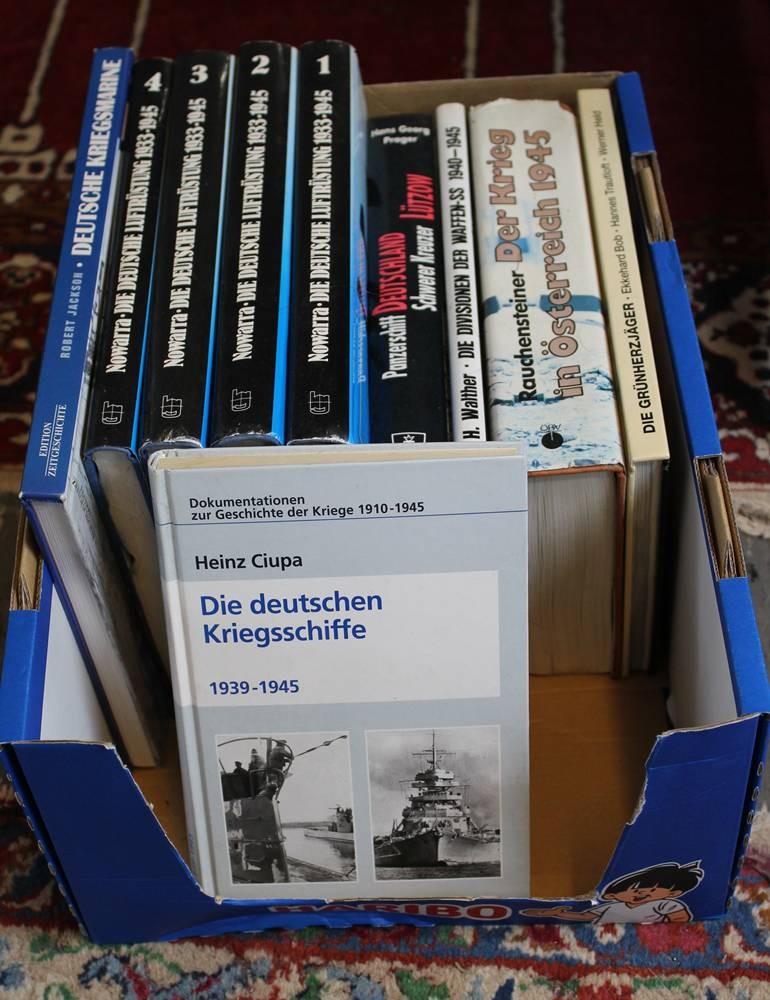 ROBERT JACKSON • DEUTSCHE KRIEGSMARINE
EDITION
ZEITGESCHICHTE
4
Nowarra · DIE DEUTSCHE LUFTRÜSTUNG 1933-1945
3
Nowarra · DIE DEUTSCHE LUFTRÜSTUNG 1933-1945
2
Nowarra · DIE DEUTSCHE LUFTRÜSTUNG 1933-1945
1
Nowarra · DIE DEUTSCHE LUFTRÜSTUNG 1933-1945
Hans Georg
Prager
Panzerschiff DEUTSCHLAND
Schwerer Kreuzer LÜTZOW
H. Walther · DIE DIVISIONEN DER WAFFEN-SS 1940–1945
Rauchensteiner Der Krieg
in Österreich 1945
ÖBV
DIE GRÜNHERZJÄGER · Ekkehard Bob · Hannes Trautloft · Werner Held
Dokumentationen
zur Geschichte der Kriege 1910-1945
Heinz Ciupa
Die deutschen
Kriegsschiffe
1939-1945
HARIBO